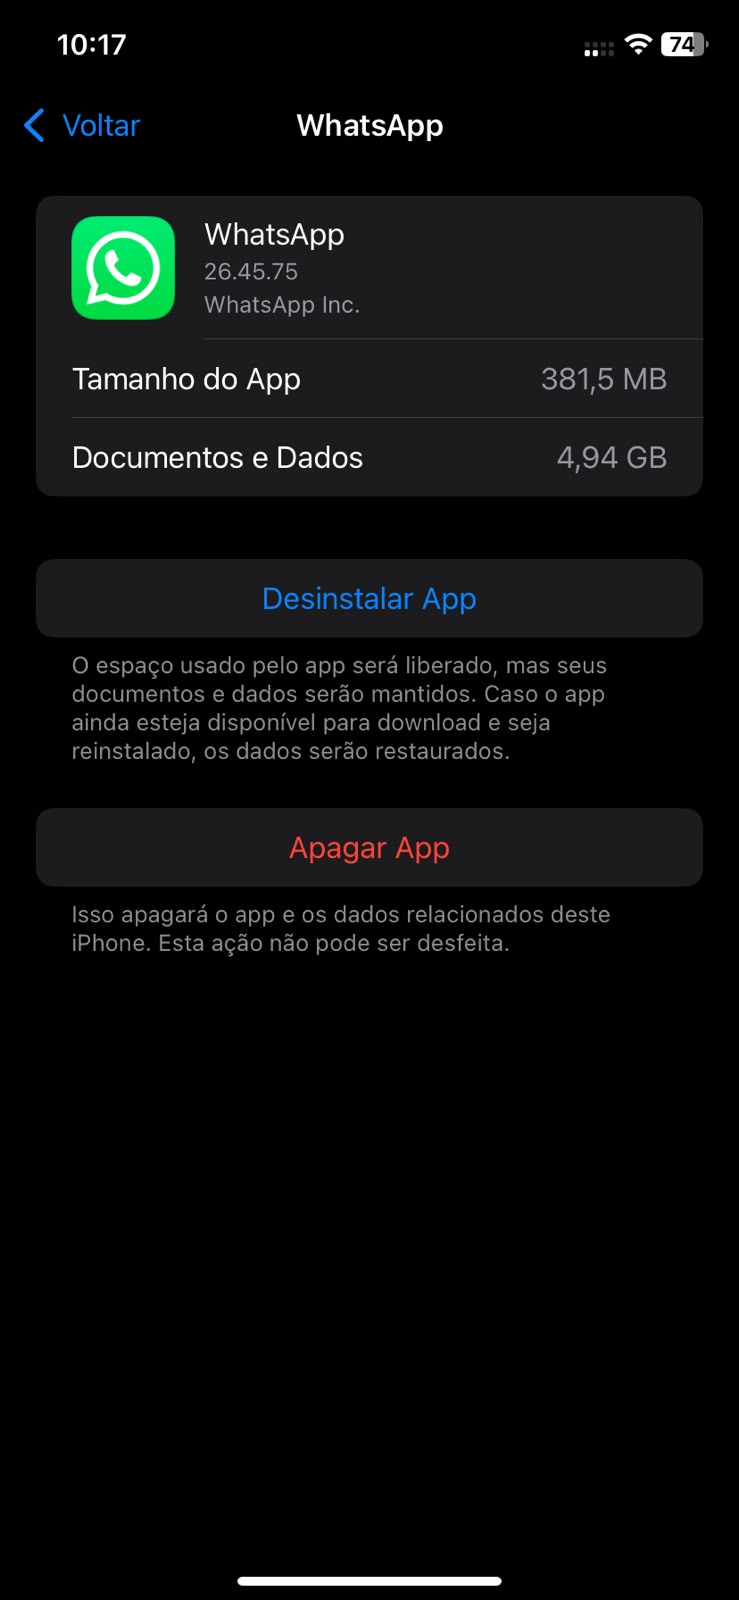 10:17
74
Voltar
WhatsApp
WhatsApp
26.45.75
WhatsApp Inc.
Tamanho do App 381,5 MB
Documentos e Dados 4,94 GB
Desinstalar App
O espaço usado pelo app será liberado, mas seus
documentos e dados serão mantidos. Caso o app
ainda esteja disponível para download e seja
reinstalado, os dados serão restaurados.
Apagar App
Isso apagará o app e os dados relacionados deste
iPhone. Esta ação não pode ser desfeita.